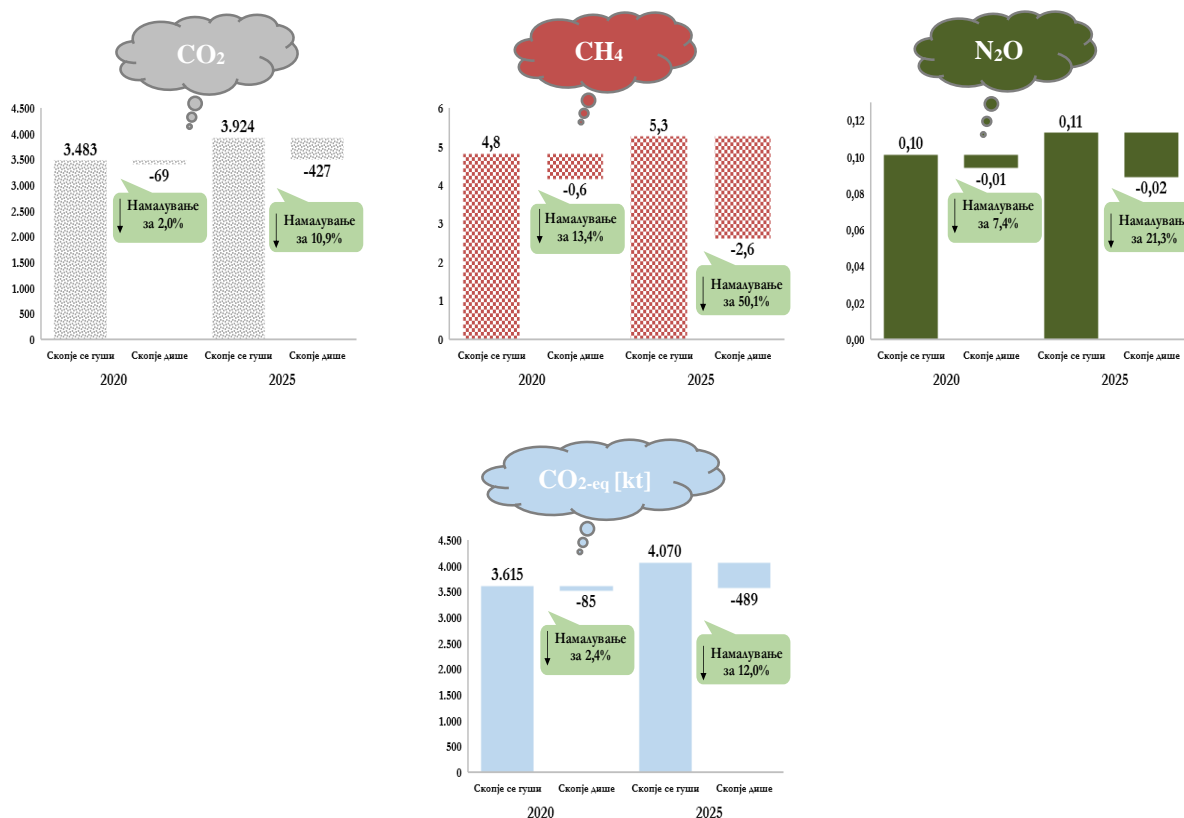 CO₂
4.500
4.000
3.500
3.000
2.500
2.000
1.500
1.000
500
0
3.483
-69
3.924
-427
Намалување
за 2,0%
Намалување
за 10,9%
Скопје се гуши
Скопје дише
Скопје се гуши
Скопје дише
2020
2025
CH₄
6
5
4
3
2
1
0
4,8
-0,6
5,3
-2,6
Намалување
за 13,4%
Намалување
за 50,1%
Скопје се гуши
Скопје дише
Скопје се гуши
Скопје дише
2020
2025
N₂O
0,12
0,10
0,08
0,06
0,04
0,02
0,00
0,10
-0,01
0,11
-0,02
Намалување
за 7,4%
Намалување
за 21,3%
Скопје се гуши
Скопје дише
Скопје се гуши
Скопје дише
2020
2025
CO₂-eq [kt]
4.500
4.000
3.500
3.000
2.500
2.000
1.500
1.000
500
0
3.615
-85
4.070
-489
Намалување
за 2,4%
Намалување
за 12,0%
Скопје се гуши
Скопје дише
Скопје се гуши
Скопје дише
2020
2025